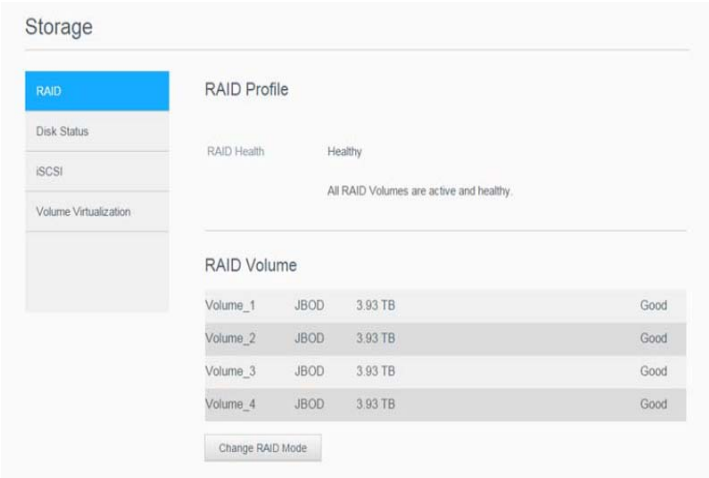 Storage
RAID
Disk Status
iSCSI
Volume Virtualization
RAID Profile
RAID Health Healthy
All RAID Volumes are active and healthy.
RAID Volume
Volume_1 JBOD 3.93 TB Good
Volume_2 JBOD 3.93 TB Good
Volume_3 JBOD 3.93 TB Good
Volume_4 JBOD 3.93 TB Good
Change RAID Mode